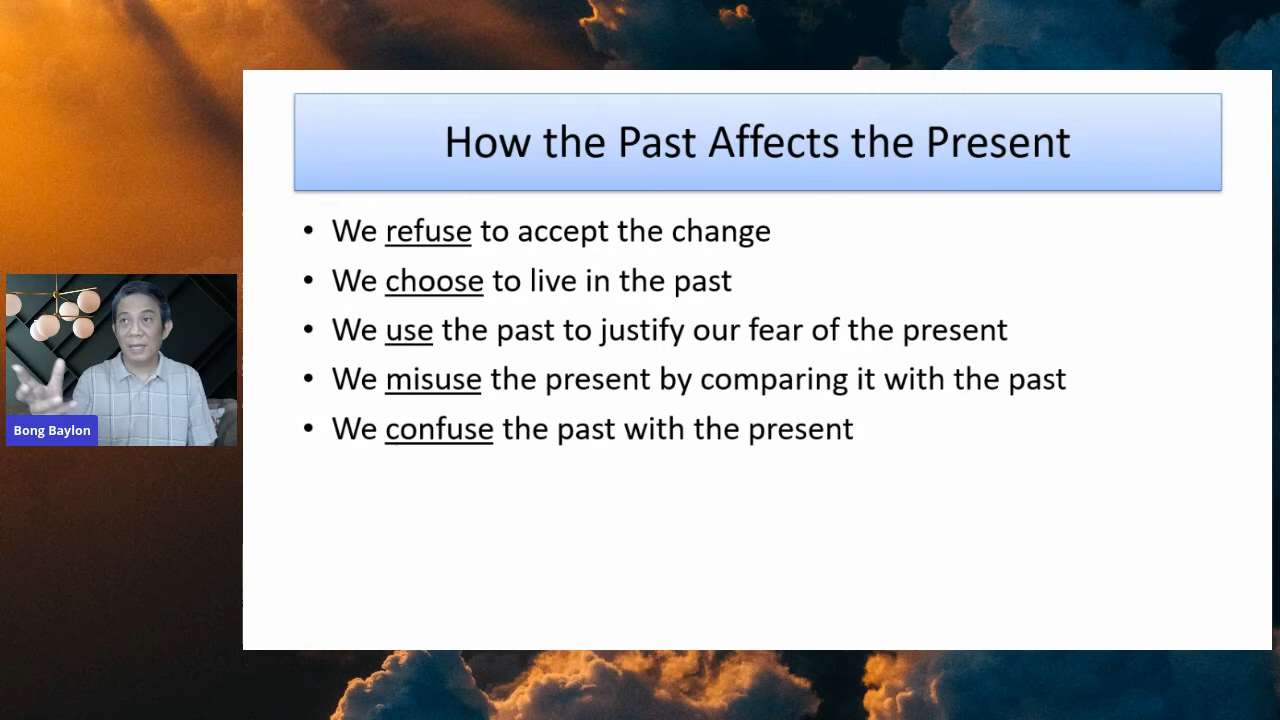 How the Past Affects the Present
• We refuse to accept the change
• We choose to live in the past
• We use the past to justify our fear of the present
• We misuse the present by comparing it with the past
• We confuse the past with the present
Bong Baylon